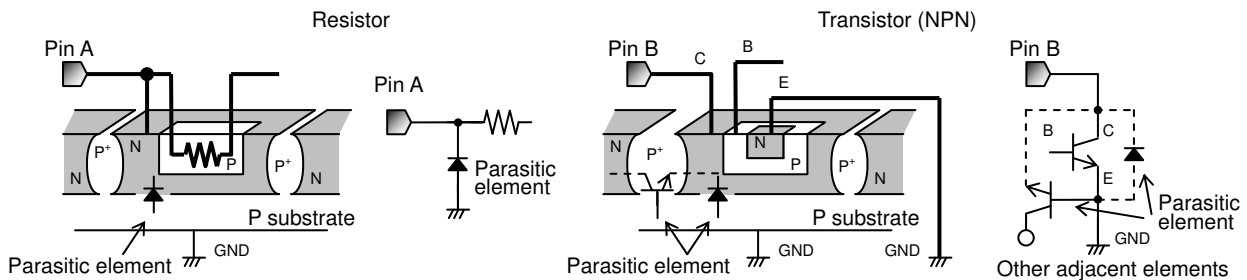 Resistor
Pin A
N
P+
N
P
P+
N
P substrate
Parasitic element
GND
Pin A
Parasitic
element
Transistor (NPN)
Pin B
C
B
E
N
P+
N
P
P+
N
P substrate
Parasitic element
GND
GND
Pin B
B
C
E
Parasitic
element
GND
Other adjacent elements